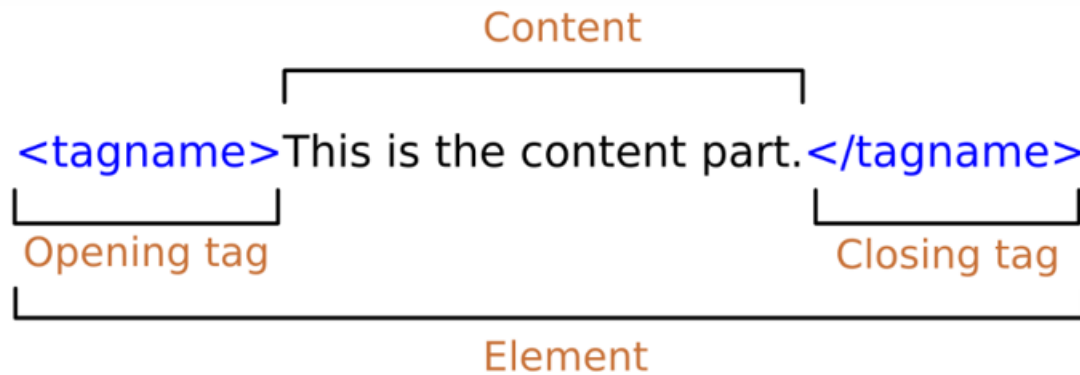 Content
<tagname>This is the content part.</tagname>
Opening tag
Closing tag
Element